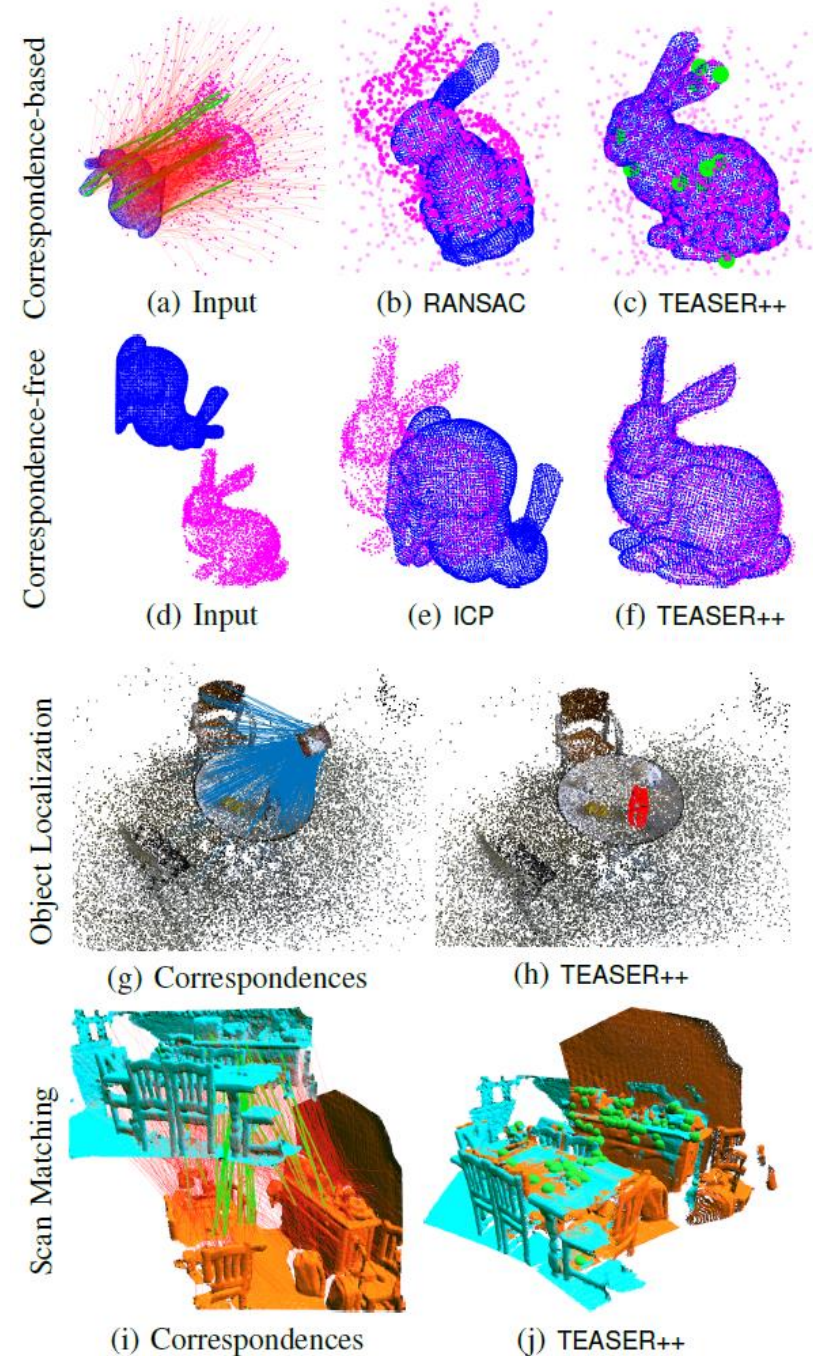 Correspondence-based
(a) Input
(b) RANSAC
(c) TEASER++
Correspondence-free
(d) Input
(e) ICP
(f) TEASER++
Object Localization
(g) Correspondences
(h) TEASER++
Scan Matching
(i) Correspondences
(j) TEASER++